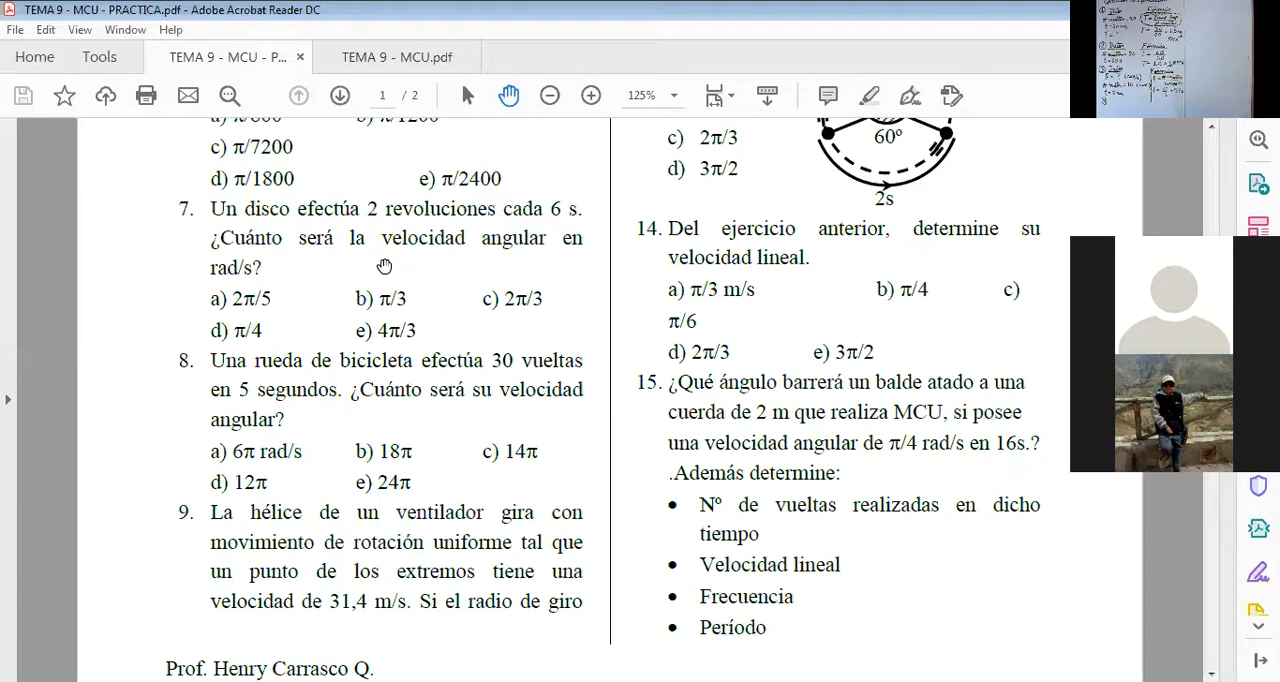 TEMA 9 - MCU - PRACTICA.pdf - Adobe Acrobat Reader DC
File Edit View Window Help
Home Tools TEMA 9 - MCU - P... × TEMA 9 - MCU.pdf
1 / 2 125%
c) π/7200
d) π/1800 e) π/2400
7. Un disco efectúa 2 revoluciones cada 6 s.
¿Cuánto será la velocidad angular en
rad/s?
a) 2π/5 b) π/3 c) 2π/3
d) π/4 e) 4π/3
8. Una rueda de bicicleta efectúa 30 vueltas
en 5 segundos. ¿Cuánto será su velocidad
angular?
a) 6π rad/s b) 18π c) 14π
d) 12π e) 24π
9. La hélice de un ventilador gira con
movimiento de rotación uniforme tal que
un punto de los extremos tiene una
velocidad de 31,4 m/s. Si el radio de giro
Prof. Henry Carrasco Q.
c) 2π/3
d) 3π/2
60º
2s
14. Del ejercicio anterior, determine su
velocidad lineal.
a) π/3 m/s b) π/4 c)
π/6
d) 2π/3 e) 3π/2
15. ¿Qué ángulo barrerá un balde atado a una
cuerda de 2 m que realiza MCU, si posee
una velocidad angular de π/4 rad/s en 16s.?
.Además determine:
• Nº de vueltas realizadas en dicho
tiempo
• Velocidad lineal
• Frecuencia
• Período